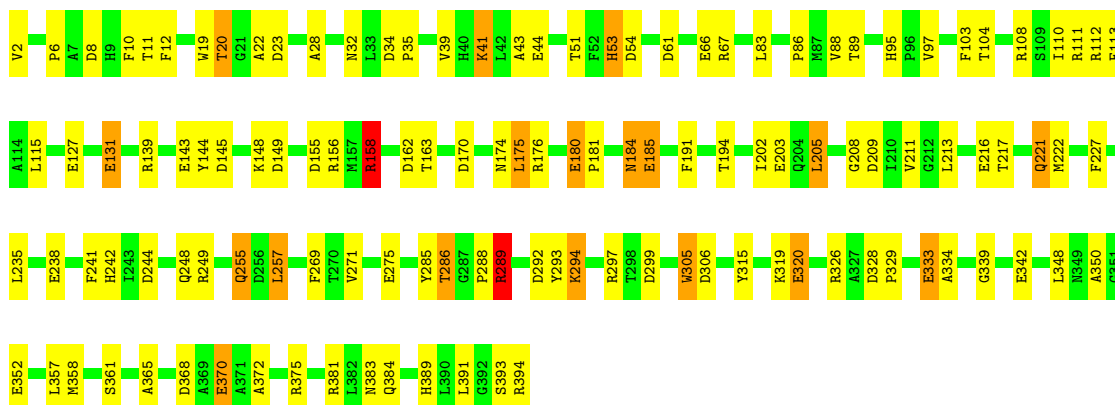 V2 P6 A7 D8 H9 F10 T11 F12 W19 T20 G21 A22 D23 A28 N32 L33 D34 P35 V39 H40 K41 L42 A43 E44 T51 F52 H53 D54 D61 E66 R67 L83 P86 M87 V88 T89 H95 P96 V97 F103 T104 R108 S109 I110 R111 R112
A114 L115 E127 E131 R139 E143 Y144 D145 K148 D149 D155 R156 M157 R158 D162 T163 D170 N174 L175 R176 E180 P181 N184 E185 F191 T194 I202 E203 Q204 L205 G208 D209 I210 V211 G212 L213 E216 T217 Q221 M222 F227
L235 E238 F241 H242 I243 D244 Q248 R249 Q255 D256 L257 F269 T270 V271 E275 Y285 T286 G287 P288 R289 D292 Y293 K294 R297 T298 D299 W305 D306 Y315 K319 E320 R326 A327 D328 P329 E333 A334 G339 E342 L348 N349 A350
E352 L357 M358 S361 A365 D368 A369 E370 A371 A372 R375 R381 L382 N383 Q384 H389 L390 L391 G392 S393 R394